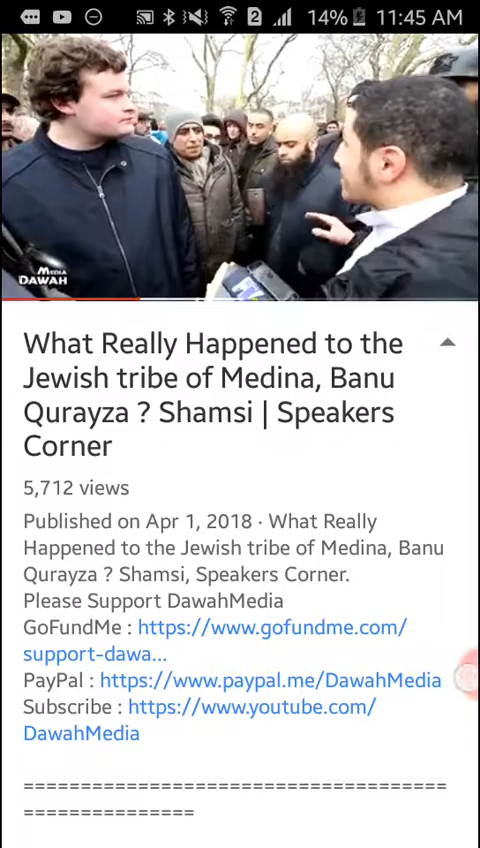 2 14% 11:45 AM
MEDIA
DAWAH
What Really Happened to the
Jewish tribe of Medina, Banu
Qurayza ? Shamsi | Speakers
Corner
5,712 views
Published on Apr 1, 2018 · What Really
Happened to the Jewish tribe of Medina, Banu
Qurayza ? Shamsi, Speakers Corner.
Please Support DawahMedia
GoFundMe : https://www.gofundme.com/
support-dawa...
PayPal : https://www.paypal.me/DawahMedia
Subscribe : https://www.youtube.com/
DawahMedia
=====================================
===============